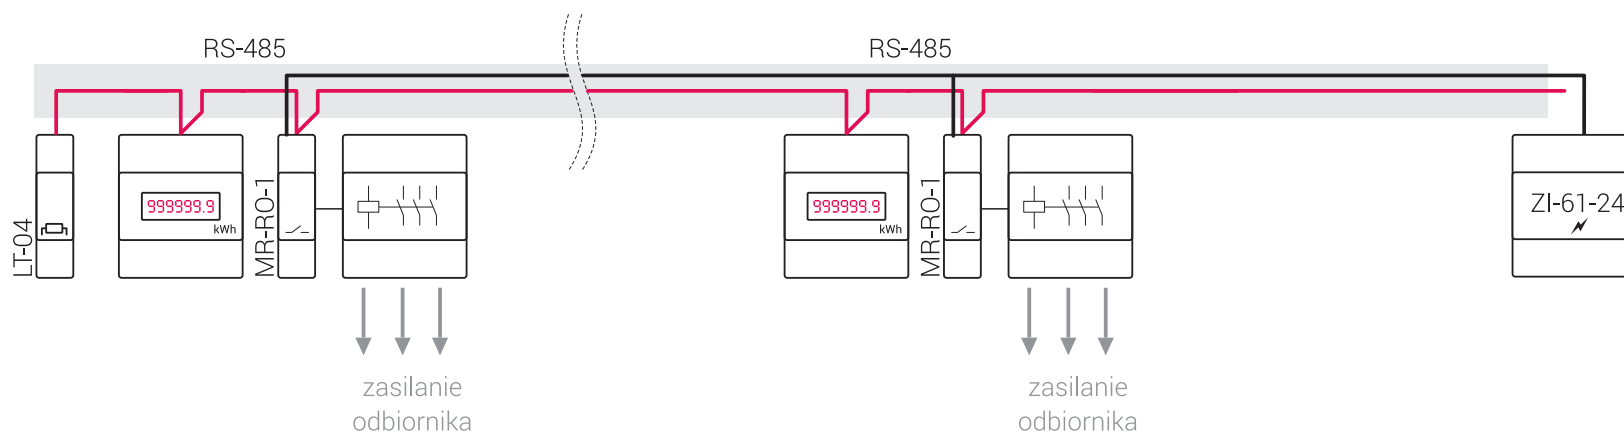 RS-485
RS-485
LT-04
999999.9
kWh
MR-RO-1
999999.9
kWh
MR-RO-1
ZI-61-24
zasilanie
odbiornika
zasilanie
odbiornika